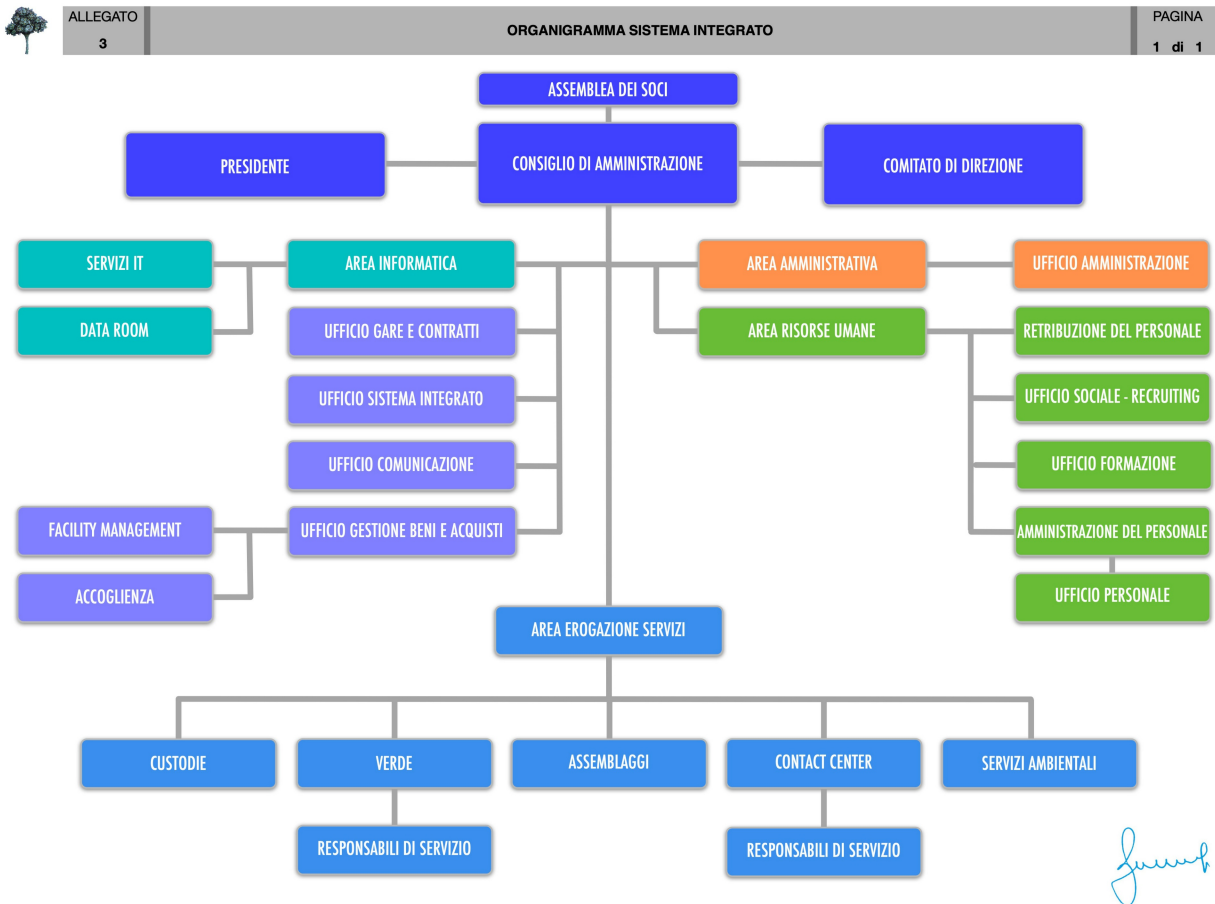 ALLEGATO
3
ORGANIGRAMMA SISTEMA INTEGRATO
PAGINA
1 di 1
ASSEMBLEA DEI SOCI
PRESIDENTE
CONSIGLIO DI AMMINISTRAZIONE
COMITATO DI DIREZIONE
SERVIZI IT
AREA INFORMATICA
AREA AMMINISTRATIVA
UFFICIO AMMINISTRAZIONE
DATA ROOM
UFFICIO GARE E CONTRATTI
AREA RISORSE UMANE
RETRIBUZIONE DEL PERSONALE
UFFICIO SISTEMA INTEGRATO
UFFICIO SOCIALE - RECRUITING
UFFICIO COMUNICAZIONE
UFFICIO FORMAZIONE
FACILITY MANAGEMENT
UFFICIO GESTIONE BENI E ACQUISTI
AMMINISTRAZIONE DEL PERSONALE
ACCOGLIENZA
UFFICIO PERSONALE
AREA EROGAZIONE SERVIZI
CUSTODIE
VERDE
ASSEMBLAGGI
CONTACT CENTER
SERVIZI AMBIENTALI
RESPONSABILI DI SERVIZIO
RESPONSABILI DI SERVIZIO